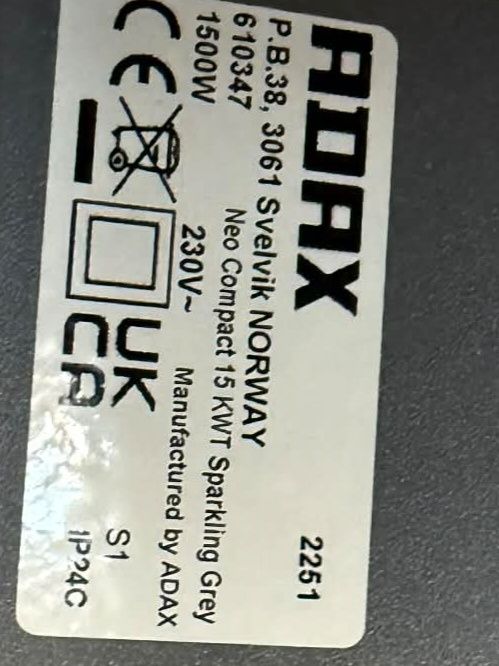 ADAX 2251
P.B.38, 3061 Svelvik NORWAY
610347 Neo Compact 15 KWT Sparkling Grey
1500W 230V~ Manufactured by ADAX
CE UK
CA
S1
IP24C